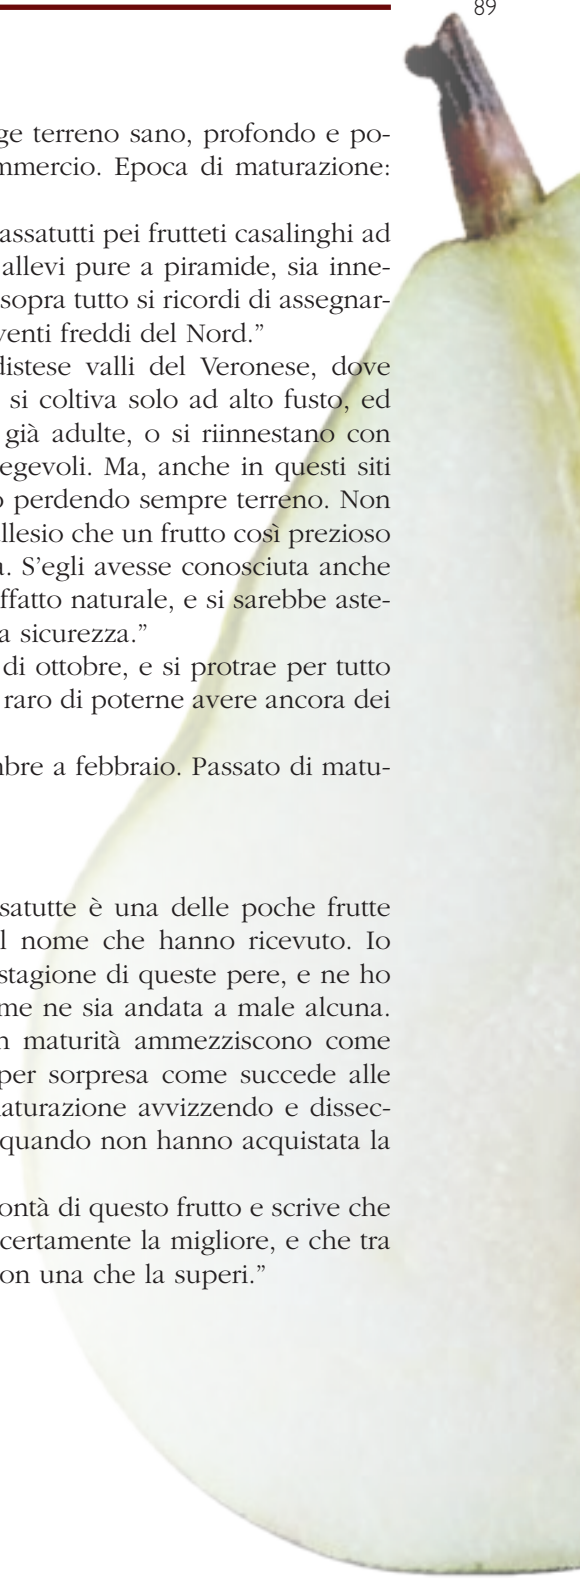 89
ge terreno sano, profondo e po-
mmercio. Epoca di maturazione:
assatutti pei frutteti casalinghi ad
allevi pure a piramide, sia inne-
sopra tutto si ricordi di assegnar-
venti freddi del Nord.”
distese valli del Veronese, dove
si coltiva solo ad alto fusto, ed
già adulte, o si riinnestano con
egevoli. Ma, anche in questi siti
o perdendo sempre terreno. Non
allesio che un frutto così prezioso
a. S’egli avesse conosciuta anche
ffatto naturale, e si sarebbe aste-
a sicurezza.”
di ottobre, e si protrae per tutto
raro di poterne avere ancora dei
mbre a febbraio. Passato di matu-
satutte è una delle poche frutte
l nome che hanno ricevuto. Io
stagione di queste pere, e ne ho
me ne sia andata a male alcuna.
n maturità ammezziscono come
per sorpresa come succede alle
naturazione avvizzendo e dissec-
quando non hanno acquistata la
ontà di questo frutto e scrive che
certamente la migliore, e che tra
on una che la superi.”